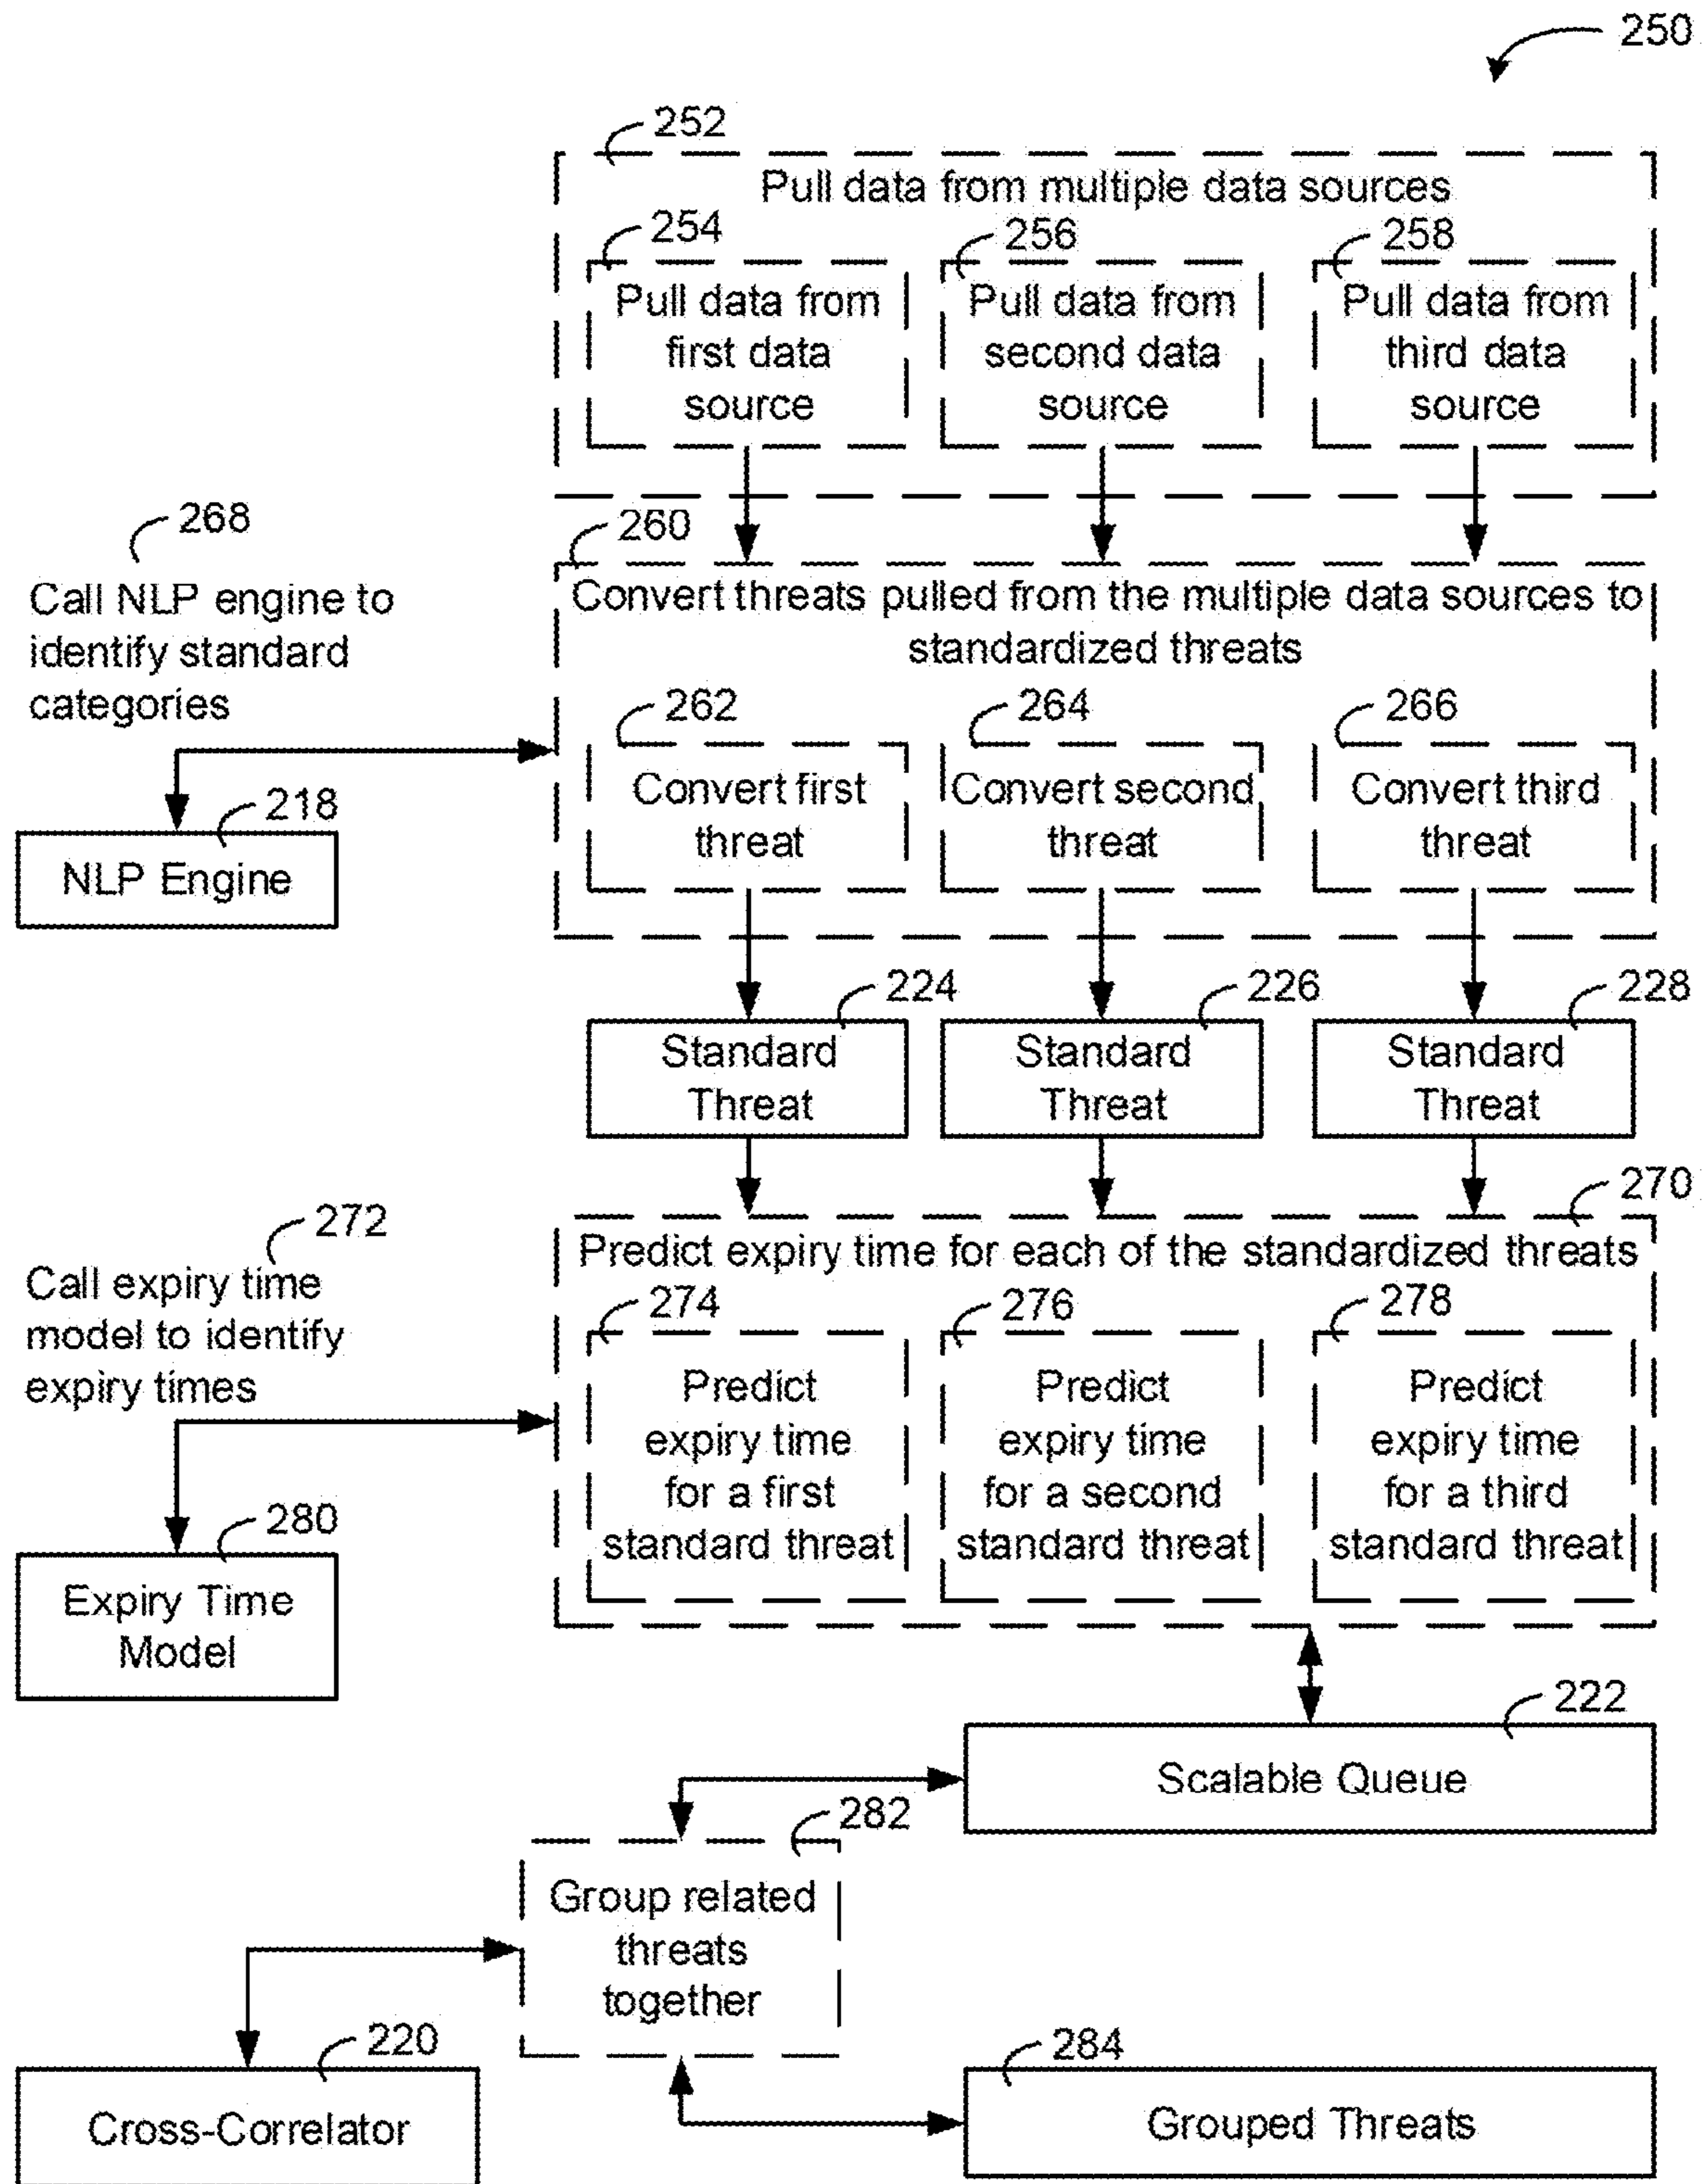 250
252
Pull data from multiple data sources
254
256
258
Pull data from
first data
source
Pull data from
second data
source
Pull data from
third data
source
268
Call NLP engine to
identify standard
categories
260
Convert threats pulled from the multiple data sources to
standardized threats
262
264
266
Convert first
threat
Convert second
threat
Convert third
threat
218
NLP Engine
224
226
228
Standard
Threat
Standard
Threat
Standard
Threat
270
272
Call expiry time
model to identify
expiry times
Predict expiry time for each of the standardized threats
274
276
278
Predict
expiry time
for a first
standard threat
Predict
expiry time
for a second
standard threat
Predict
expiry time
for a third
standard threat
280
Expiry Time
Model
222
Scalable Queue
282
Group related
threats
together
220
Cross-Correlator
284
Grouped Threats